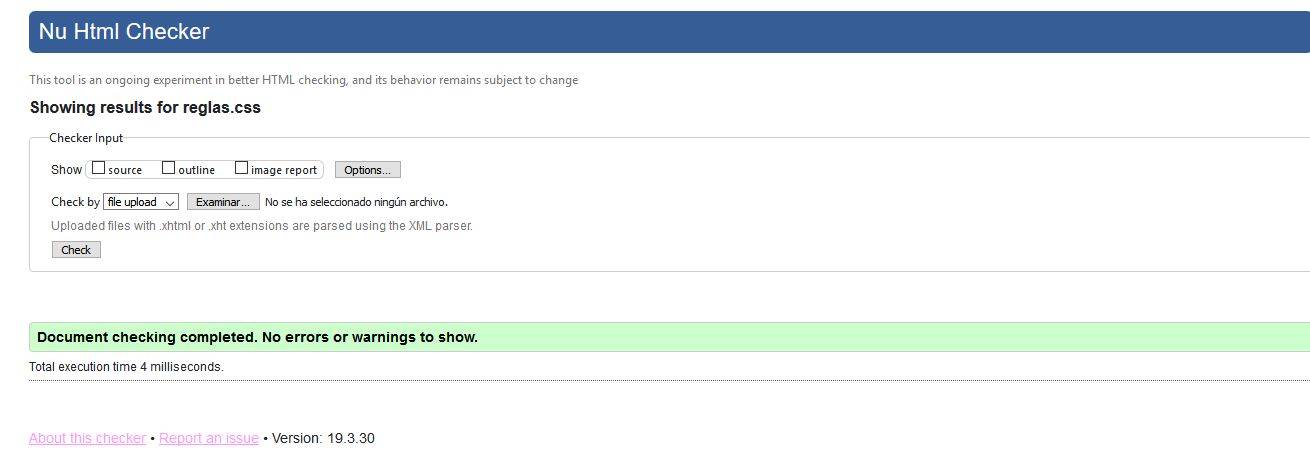 Nu Html Checker
This tool is an ongoing experiment in better HTML checking, and its behavior remains subject to change
Showing results for reglas.css
Checker Input
Show source outline image report Options...
Check by file upload Examinar... No se ha seleccionado ningún archivo.
Uploaded files with .xhtml or .xht extensions are parsed using the XML parser.
Check
Document checking completed. No errors or warnings to show.
Total execution time 4 milliseconds.
About this checker • Report an issue • Version: 19.3.30